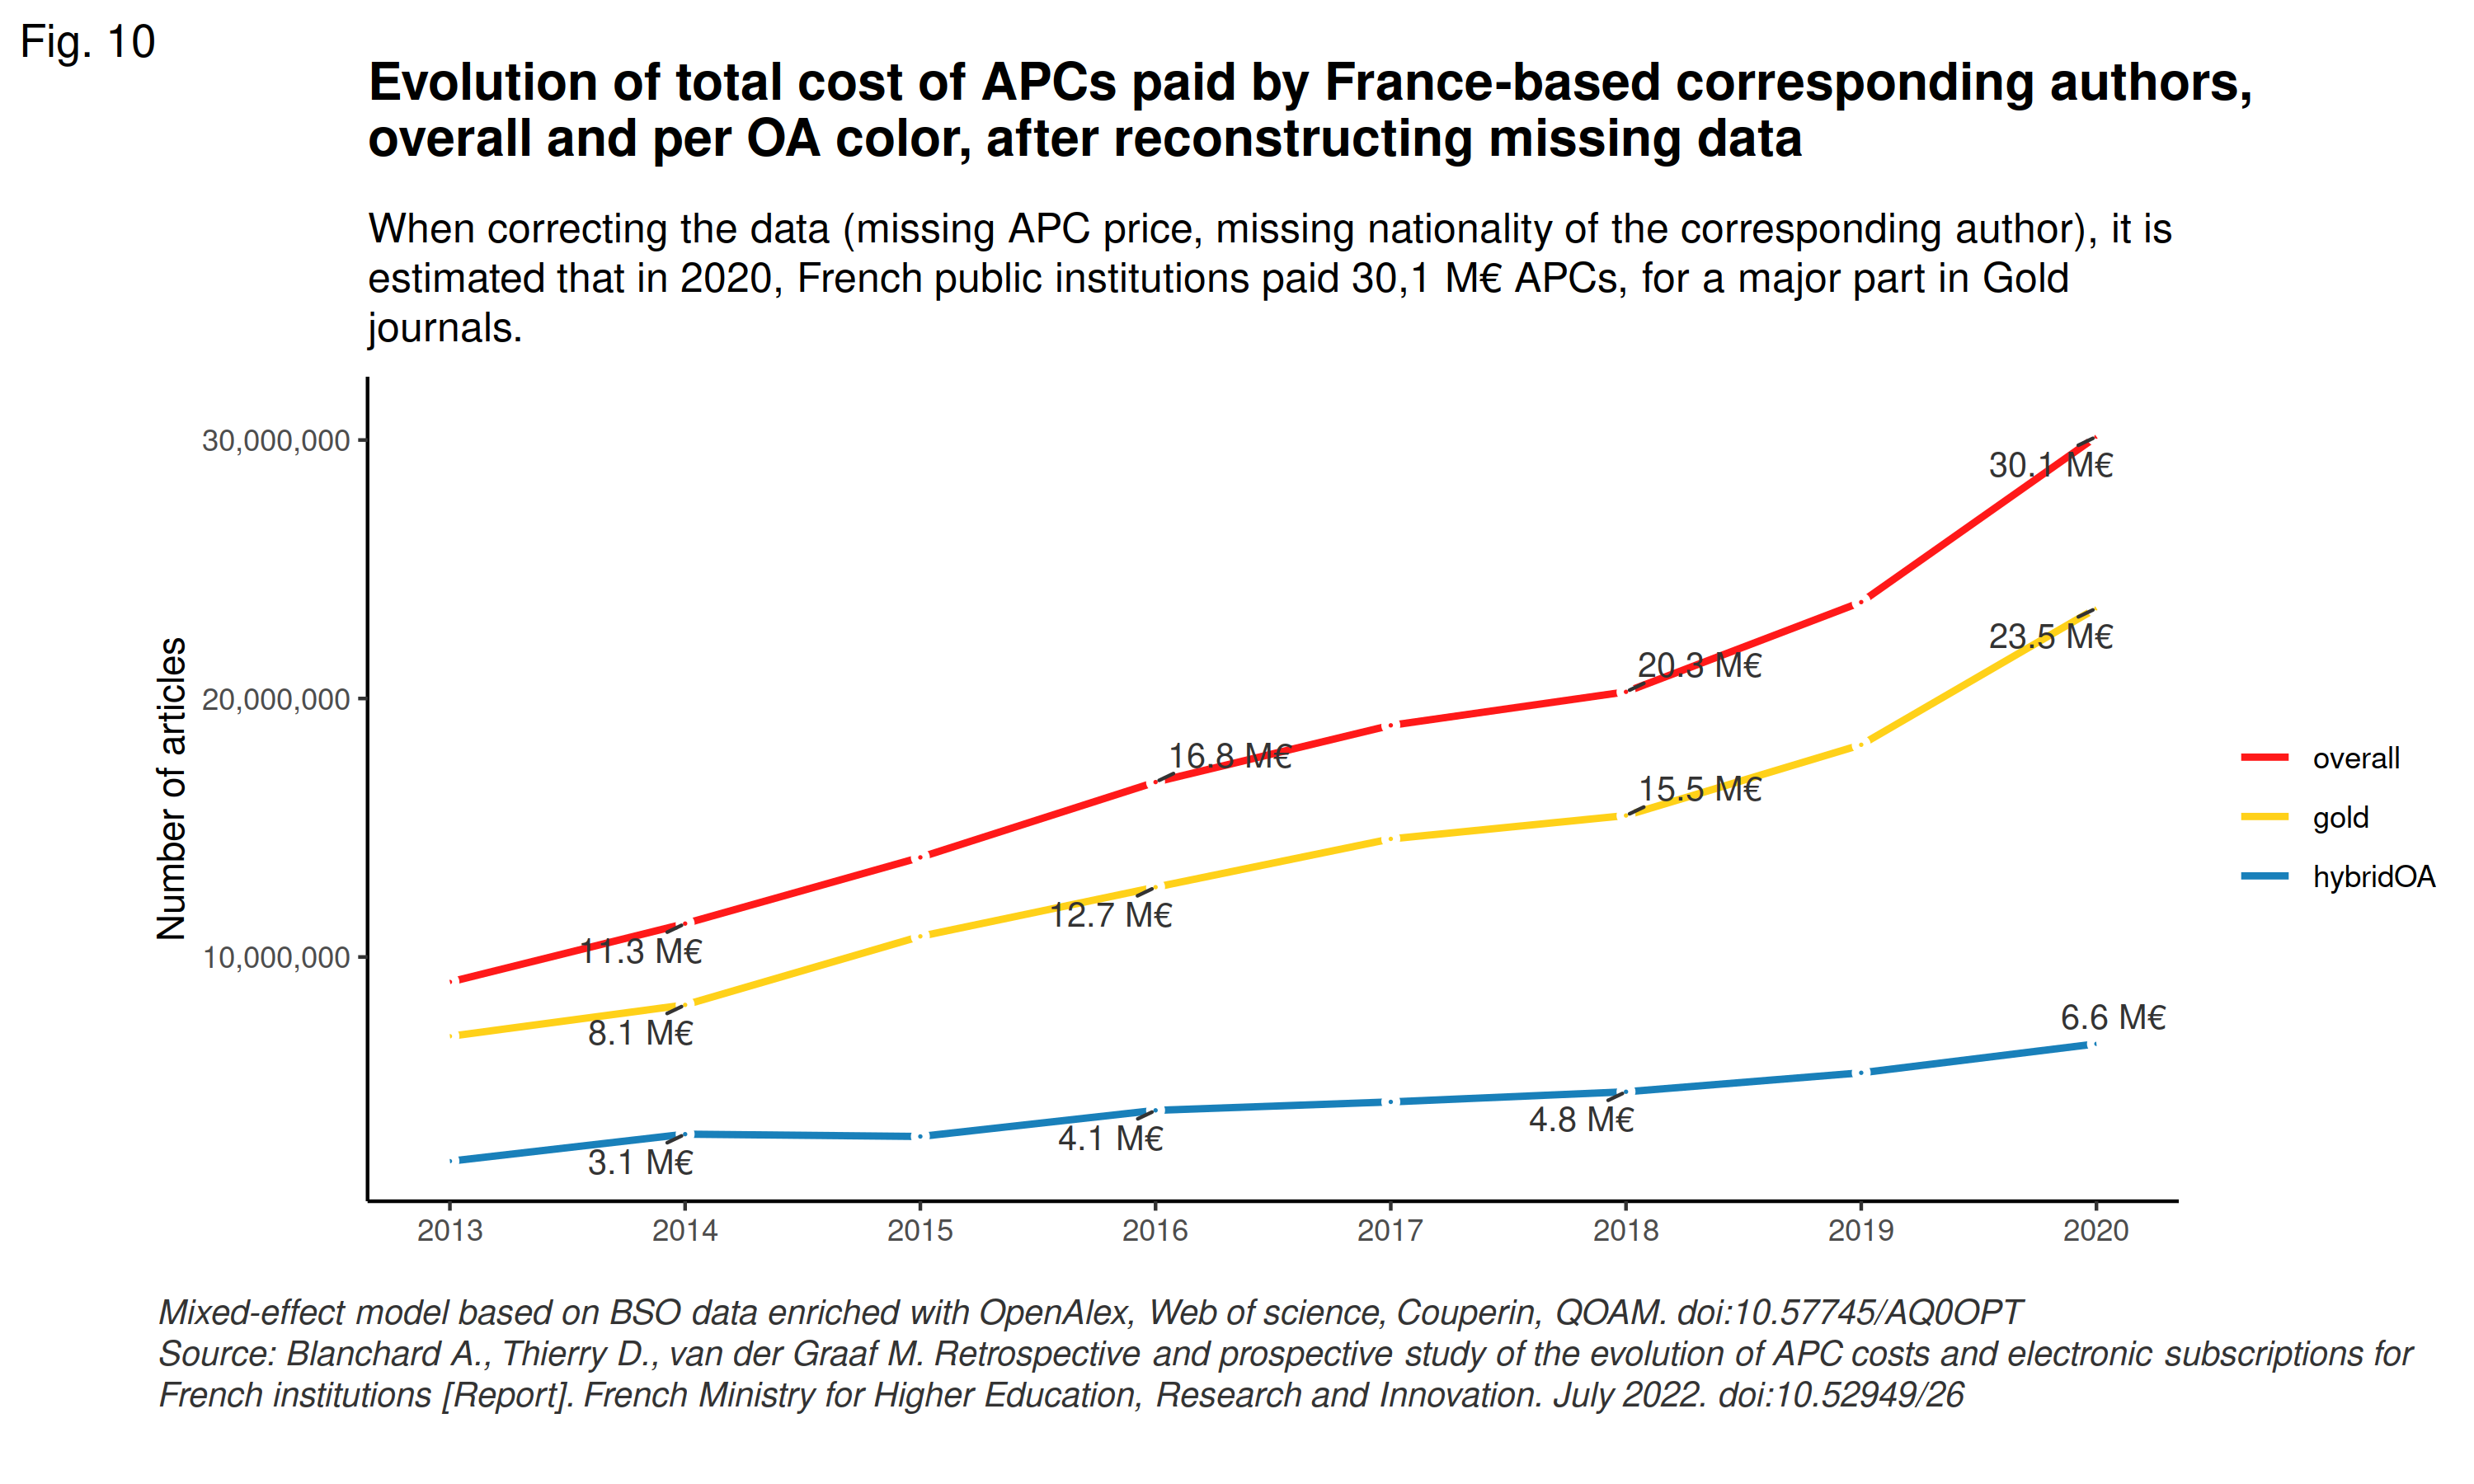 Fig. 10
Evolution of total cost of APCs paid by France-based corresponding authors,
overall and per OA color, after reconstructing missing data
When correcting the data (missing APC price, missing nationality of the corresponding author), it is
estimated that in 2020, French public institutions paid 30,1 M€ APCs, for a major part in Gold
journals.
Number of articles
30,000,000
20,000,000
10,000,000
30.1 M€
23.5 M€
20.3 M€
16.8 M€
15.5 M€
12.7 M€
11.3 M€
8.1 M€
6.6 M€
4.8 M€
4.1 M€
3.1 M€
overall
gold
hybridOA
2013 2014 2015 2016 2017 2018 2019 2020
Mixed-effect model based on BSO data enriched with OpenAlex, Web of science, Couperin, QOAM. doi:10.57745/AQ0OPT
Source: Blanchard A., Thierry D., van der Graaf M. Retrospective and prospective study of the evolution of APC costs and electronic subscriptions for
French institutions [Report]. French Ministry for Higher Education, Research and Innovation. July 2022. doi:10.52949/26